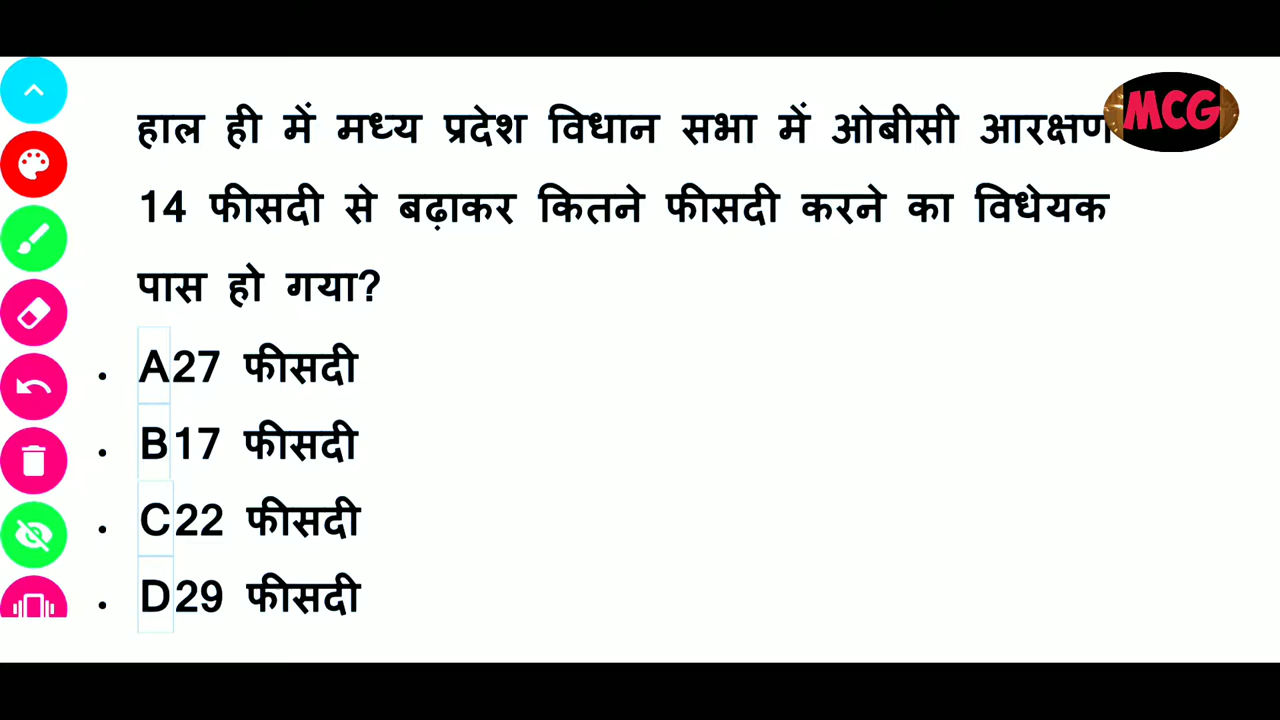 MCG
हाल ही में मध्य प्रदेश विधान सभा में ओबीसी आरक्षण
14 फीसदी से बढ़ाकर कितने फीसदी करने का विधेयक
पास हो गया?
. A27 फीसदी
. B17 फीसदी
. C22 फीसदी
. D29 फीसदी